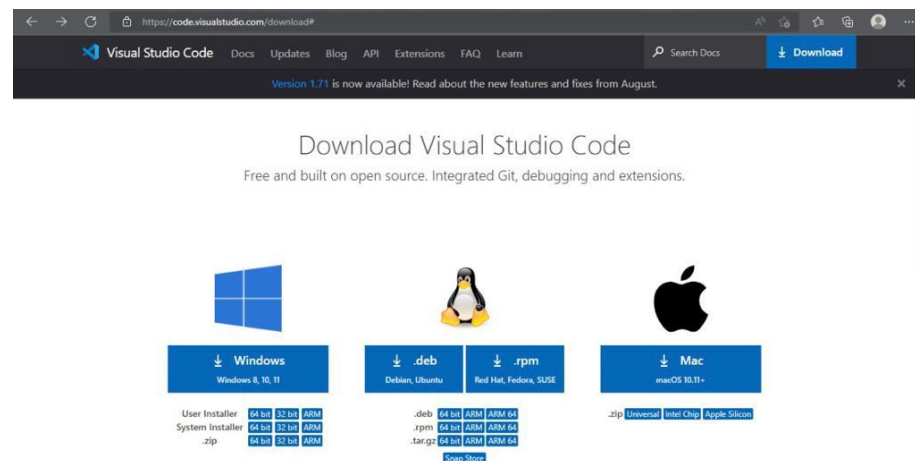 https://code.visualstudio.com/download#
Visual Studio Code Docs Updates Blog API Extensions FAQ Learn Search Docs Download
Version 1.71 is now available! Read about the new features and fixes from August.
Download Visual Studio Code
Free and built on open source. Integrated Git, debugging and extensions.
Windows
Windows 8, 10, 11
User Installer 64 bit 32 bit ARM
System Installer 64 bit 32 bit ARM
.zip 64 bit 32 bit ARM
.deb
Debian, Ubuntu
.rpm
Red Hat, Fedora, SUSE
.deb 64 bit ARM ARM 64
.rpm 64 bit ARM ARM 64
.tar.gz 64 bit ARM ARM 64
Snap Store
Mac
macOS 10.11+
.zip Universal Intel Chip Apple Silicon